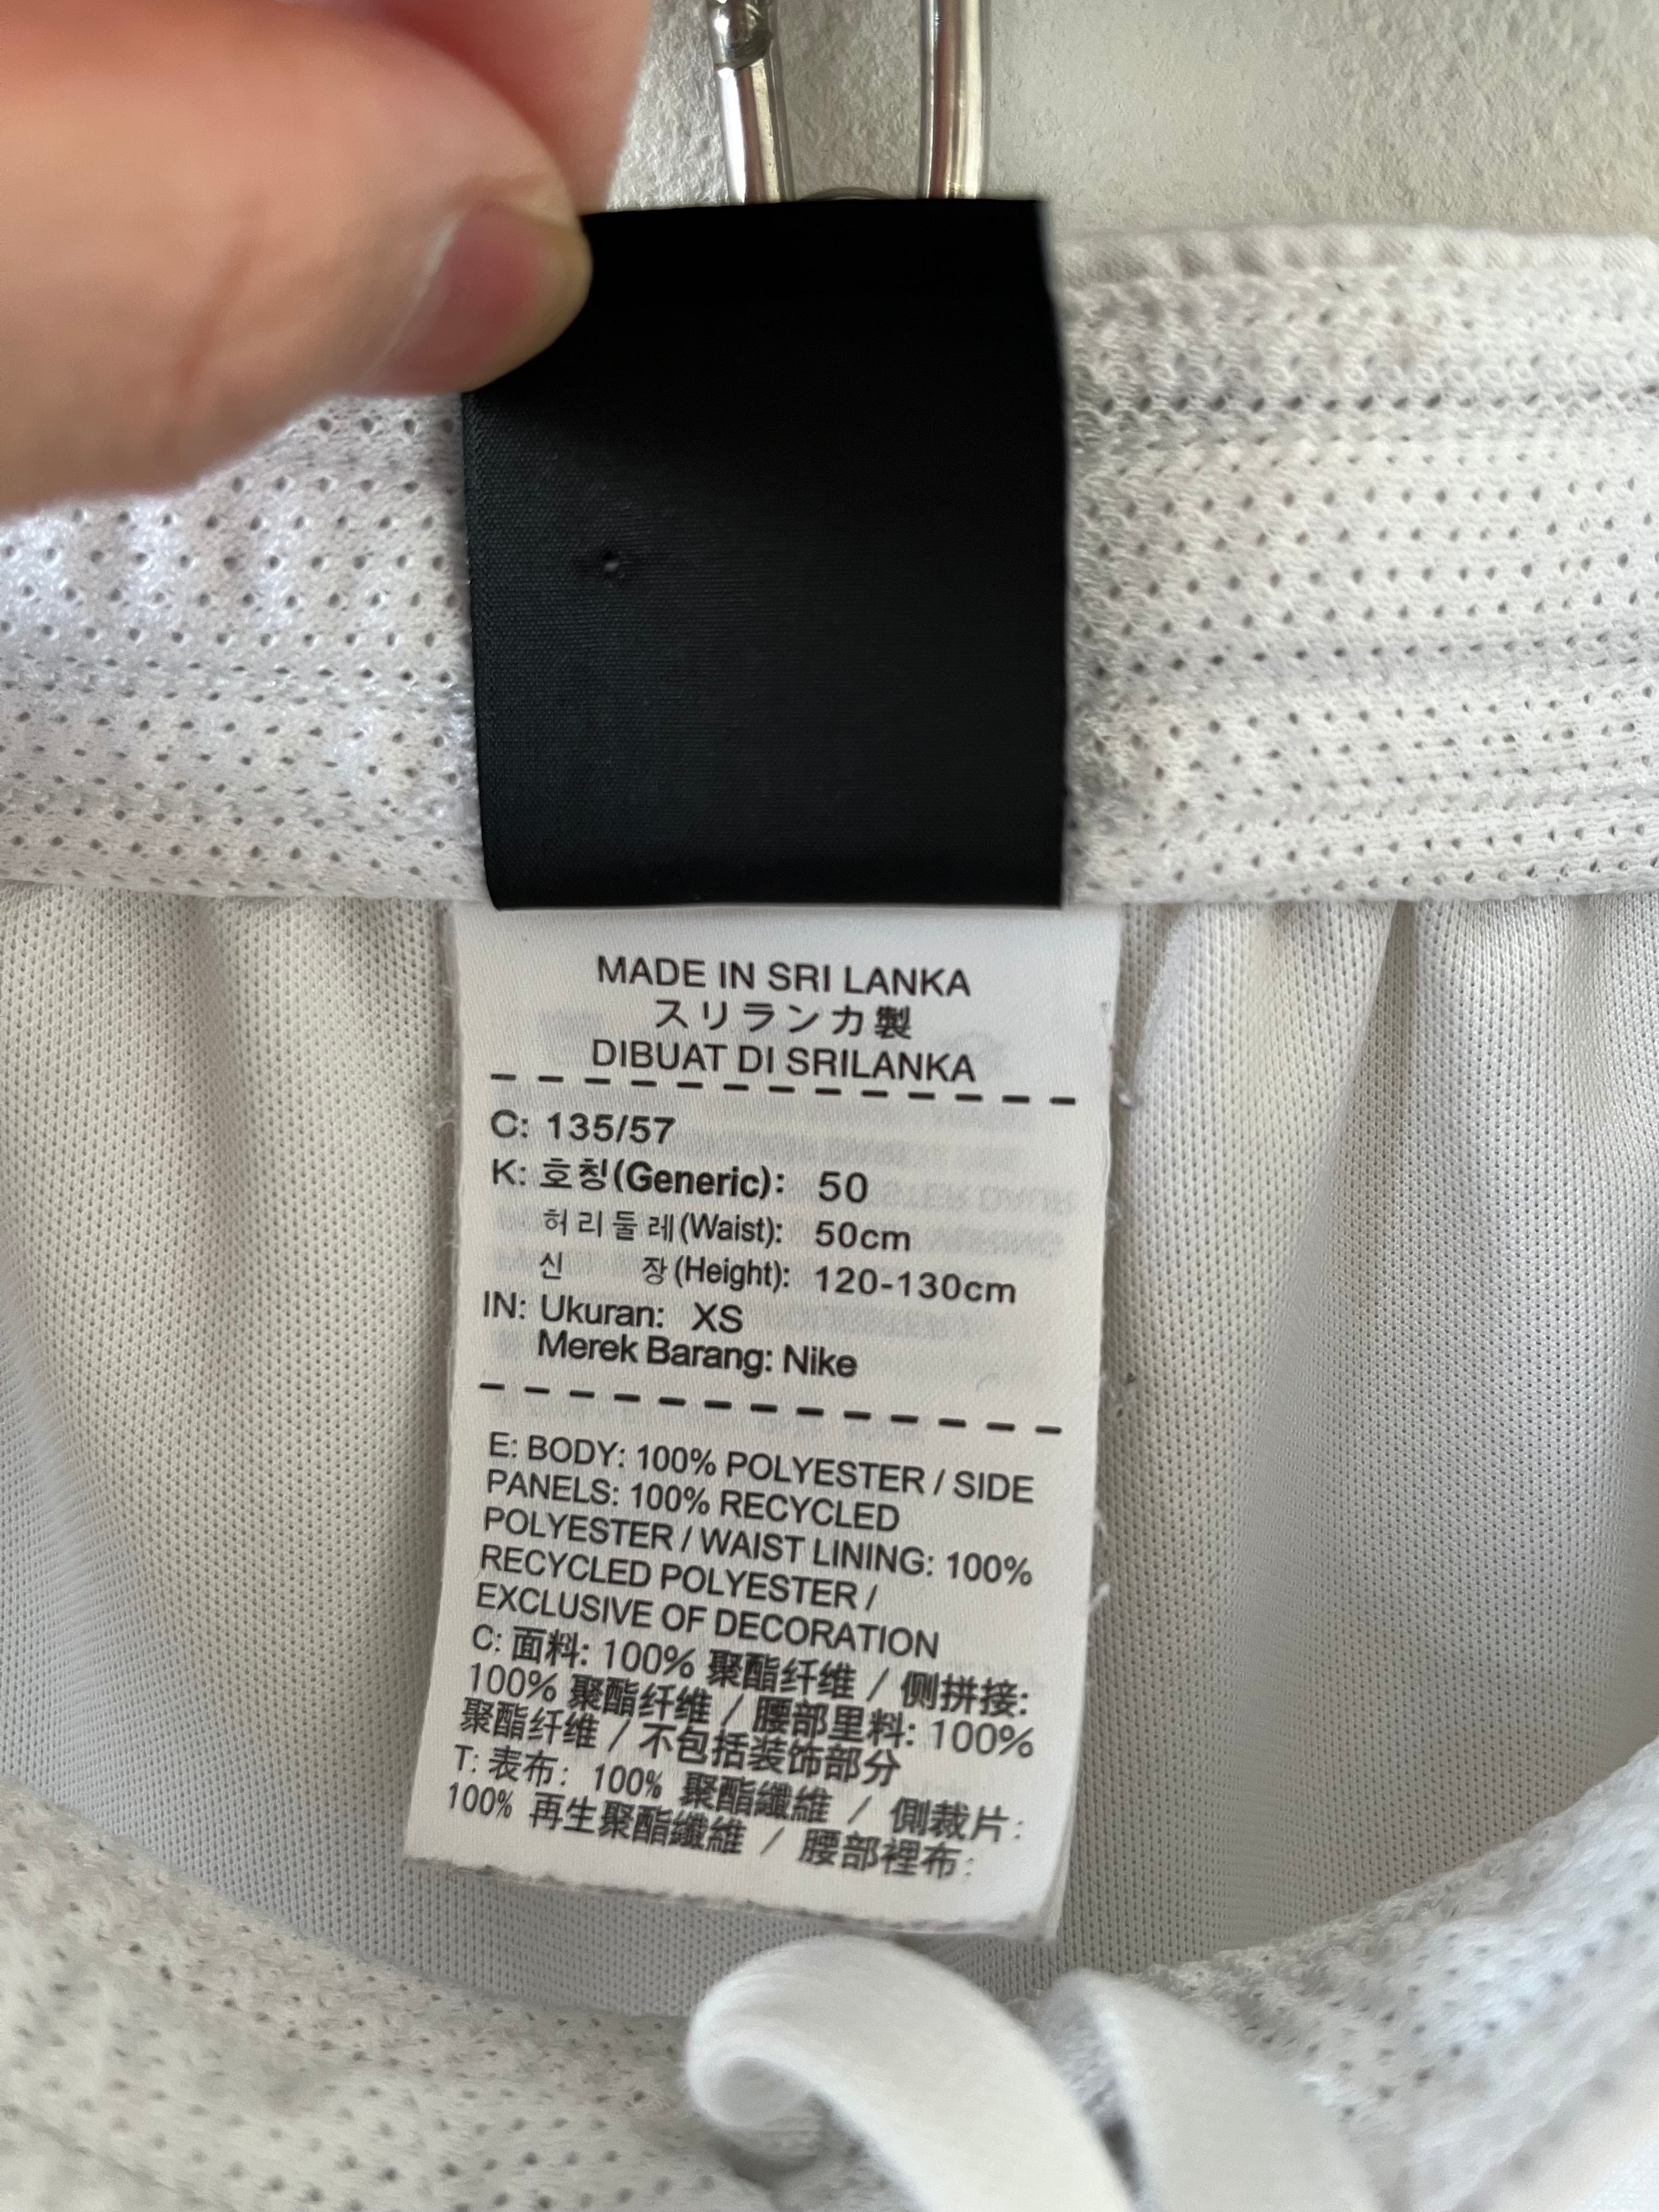 MADE IN SRI LANKA
スリランカ製
DIBUAT DI SRILANKA
C: 135/57
K: 호칭(Generic): 50
허리둘레(Waist): 50cm
신 장(Height): 120-130cm
IN: Ukuran: XS
Merek Barang: Nike
E: BODY: 100% POLYESTER / SIDE
PANELS: 100% RECYCLED
POLYESTER / WAIST LINING: 100%
RECYCLED POLYESTER /
EXCLUSIVE OF DECORATION
C: 面料: 100% 聚酯纤维 / 侧拼接:
100% 聚酯纤维 / 腰部里料: 100%
聚酯纤维 / 不包括装饰部分
T: 表布: 100% 聚酯纖維 / 側裁片:
100% 再生聚酯纖維 / 腰部裡布: